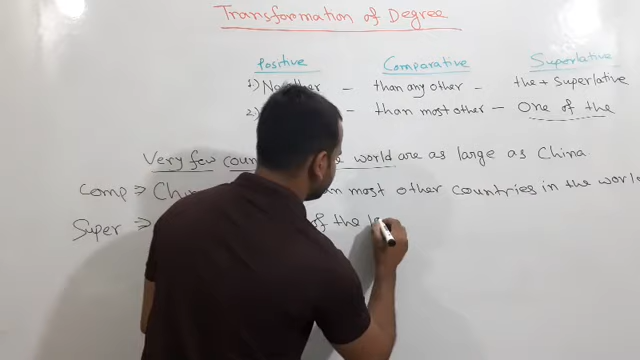 Transformation of Degree
Positive Comparative Superlative
1) No other - than any other - the + Superlative
2) - than most other - One of the
Very few world are as large as China
Comp ⇒ most other countries in the world
Super ⇒ of the